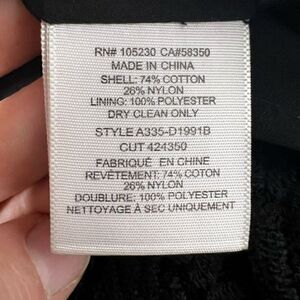 RN# 105230 CA#58350
MADE IN CHINA
SHELL: 74% COTTON
26% NYLON
LINING: 100% POLYESTER
DRY CLEAN ONLY
STYLE A335-D1991B
CUT 424350
FABRIQUÉ EN CHINE
REVÊTEMENT: 74% COTON
26% NYLON
DOUBLURE: 100% POLYESTER
NETTOYAGE À SEC UNIQUEMENT